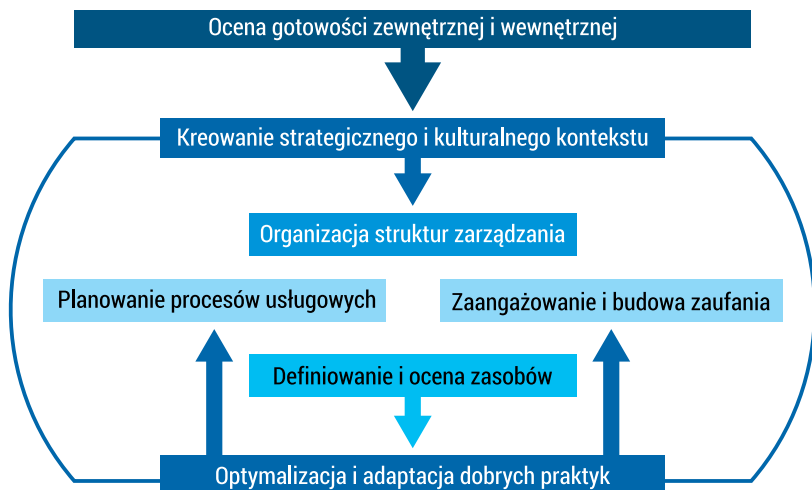 Ocena gotowości zewnętrznej i wewnętrznej
Kreowanie strategicznego i kulturalnego kontekstu
Organizacja struktur zarządzania
Planowanie procesów usługowych
Zaangażowanie i budowa zaufania
Definiowanie i ocena zasobów
Optymalizacja i adaptacja dobrych praktyk